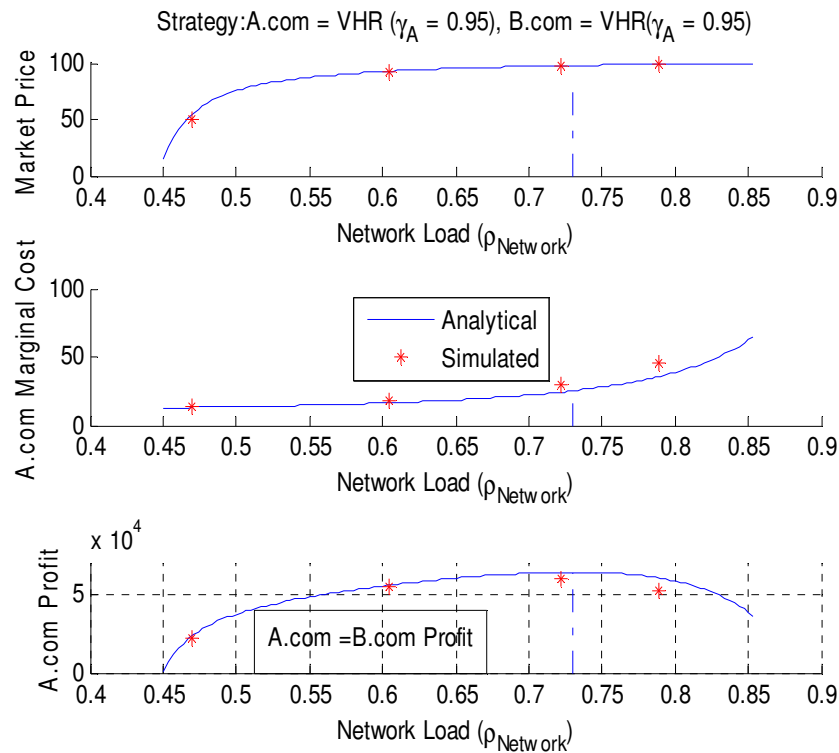 Strategy:A.com = VHR (γA = 0.95), B.com = VHR(γA = 0.95)
Market Price
100
50
0
0.4 0.45 0.5 0.55 0.6 0.65 0.7 0.75 0.8 0.85 0.9
Network Load (ρNetwork)
A.com Marginal Cost
100
50
0
Analytical
Simulated
0.4 0.45 0.5 0.55 0.6 0.65 0.7 0.75 0.8 0.85 0.9
Network Load (ρNetwork)
x 10^4
A.com Profit
5
0
A.com =B.com Profit
0.4 0.45 0.5 0.55 0.6 0.65 0.7 0.75 0.8 0.85 0.9
Network Load (ρNetwork)